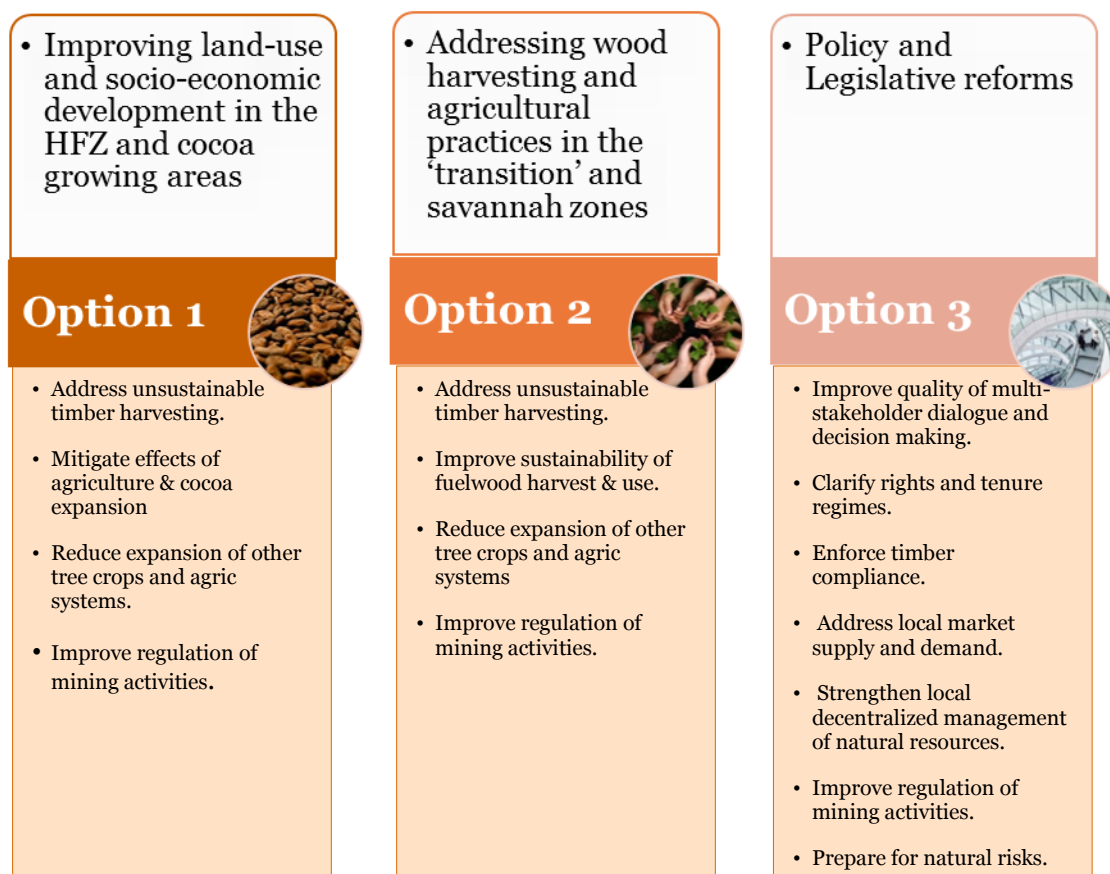 • Improving land-use
and socio-economic
development in the
HFZ and cocoa
growing areas
Option 1
• Address unsustainable
timber harvesting.
• Mitigate effects of
agriculture & cocoa
expansion
• Reduce expansion of other
tree crops and agric
systems.
• Improve regulation of
mining activities.
• Addressing wood
harvesting and
agricultural
practices in the
‘transition’ and
savannah zones
Option 2
• Address unsustainable
timber harvesting.
• Improve sustainability of
fuelwood harvest & use.
• Reduce expansion of other
tree crops and agric
systems
• Improve regulation of
mining activities.
• Policy and
Legislative reforms
Option 3
• Improve quality of multi-
stakeholder dialogue and
decision making.
• Clarify rights and tenure
regimes.
• Enforce timber
compliance.
• Address local market
supply and demand.
• Strengthen local
decentralized management
of natural resources.
• Improve regulation of
mining activities.
• Prepare for natural risks.